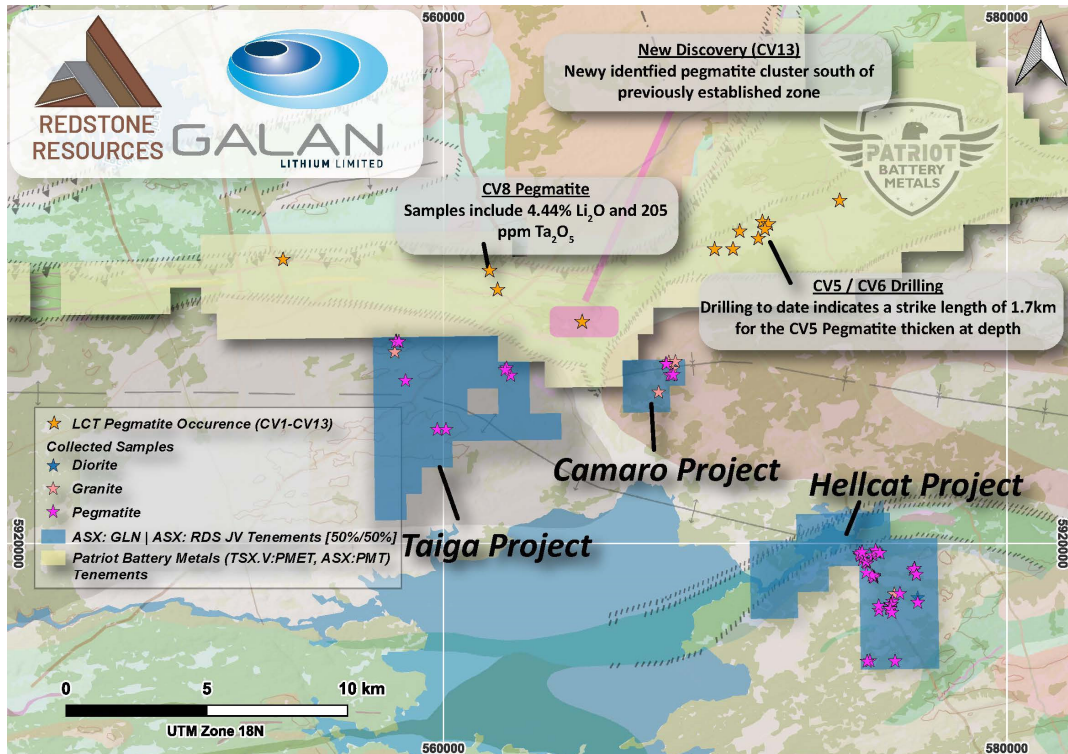 560000
580000
REDSTONE
RESOURCES
GALAN
LITHIUM LIMITED
New Discovery (CV13)
Newy identfied pegmatite cluster south of
previously established zone
PATRIOT
BATTERY
METALS
CV8 Pegmatite
Samples include 4.44% Li2O and 205
ppm Ta2O5
CV5 / CV6 Drilling
Drilling to date indicates a strike length of 1.7km
for the CV5 Pegmatite thicken at depth
LCT Pegmatite Occurence (CV1-CV13)
Collected Samples
Diorite
Granite
Pegmatite
ASX: GLN | ASX: RDS JV Tenements [50%/50%]
Patriot Battery Metals (TSX.V:PMET, ASX:PMT)
Tenements
Camaro Project
Hellcat Project
Taiga Project
5920000
5920000
0 5 10 km
UTM Zone 18N
560000
580000